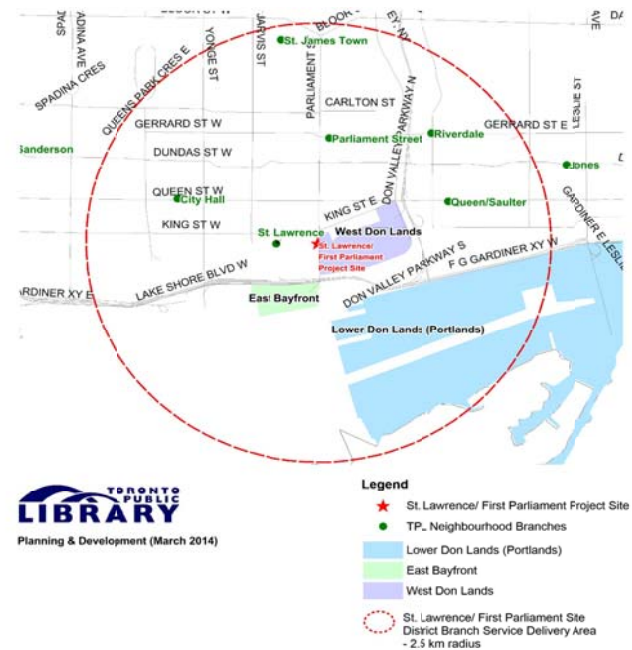 BLOOR ST W
BLOOR ST E
AVE
DA
SPADINA AVE
SPADINA CRES
QUEENS PARK CRES E
YONGE ST
JARVIS ST
St. James Town
PARLIAMENT S
LESLIE ST
CARLTON ST
DON VALLEY PARKWAY N
GERRARD ST W
Parliament Street
Riverdale
GERRARD ST E
Sanderson
DUNDAS ST W
Jones
QUEEN ST W
City Hall
KING ST E
Queen/Saulter
KING ST W
St. Lawrence
West Don Lands
St. Lawrence/
First Parliament
Project Site
GARDINER E LESLIE
DON VALLEY PARKWAY S
F G GARDINER XY W
LAKE SHORE BLVD W
ARDINER XY E
East Bayfront
Lower Don Lands (Portlands)
TORONTO
PUBLIC
LIBRARY
Planning & Development (March 2014)
Legend
St. Lawrence/ First Parliament Project Site
TPL Neighbourhood Branches
Lower Don Lands (Portlands)
East Bayfront
West Don Lands
St. Lawrence/ First Parliament Site
District Branch Service Delivery Area
- 2.5 km radius